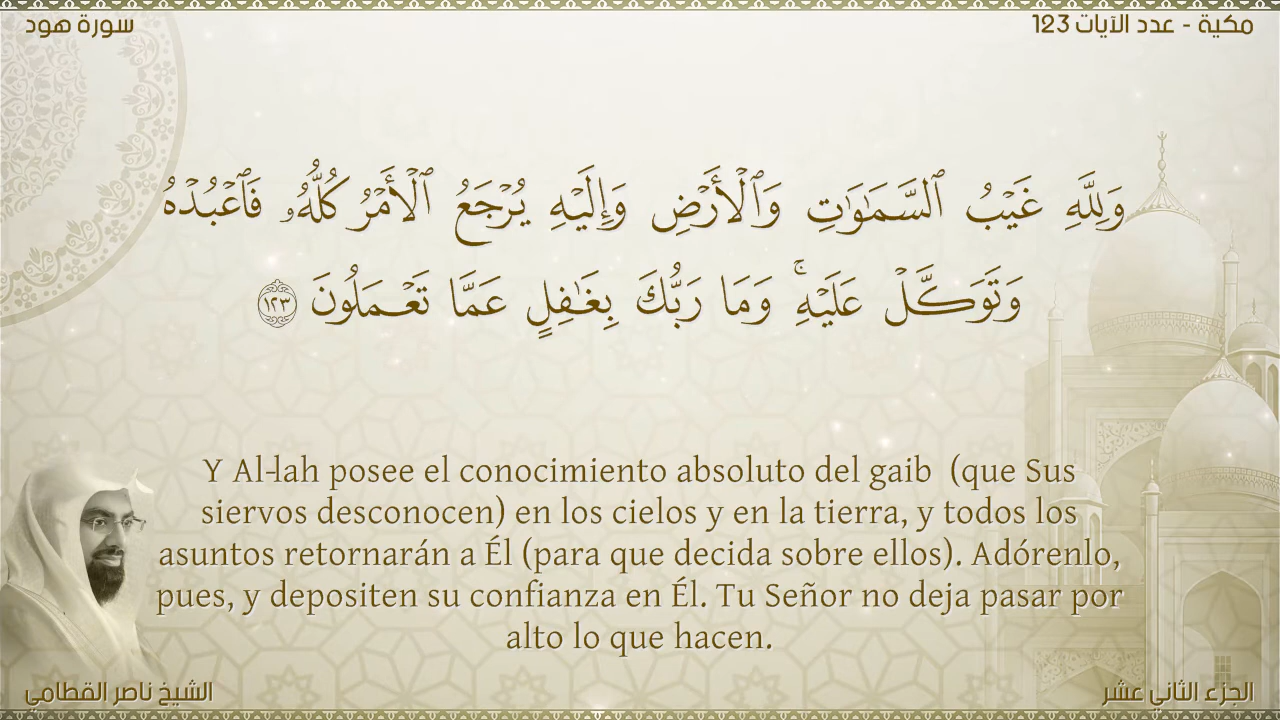 سورة هود
مكية - عدد الآيات 123
وَلِلَّهِ غَيْبُ ٱلسَّمَـٰوَٰتِ وَٱلْأَرْضِ وَإِلَيْهِ يُرْجَعُ ٱلْأَمْرُ كُلُّهُۥ فَٱعْبُدْهُ
وَتَوَكَّلْ عَلَيْهِ ۚ وَمَا رَبُّكَ بِغَـٰفِلٍ عَمَّا تَعْمَلُونَ ١٢٣
Y Al-lah posee el conocimiento absoluto del gaib (que Sus
siervos desconocen) en los cielos y en la tierra, y todos los
asuntos retornarán a Él (para que decida sobre ellos). Adórenlo,
pues, y depositen su confianza en Él. Tu Señor no deja pasar por
alto lo que hacen.
الشيخ ناصر القطامي
الجزء الثاني عشر